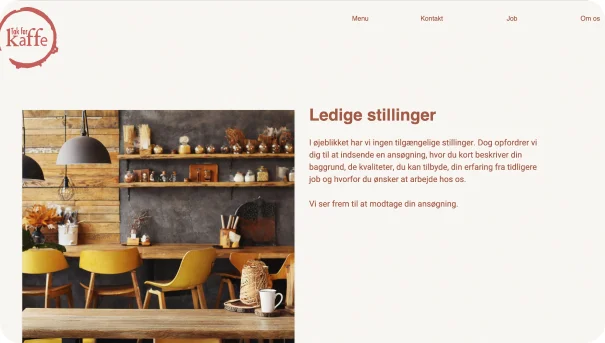 Menu
Kontakt
Job
Om os
Tak for
kaffe
Ledige stillinger
I øjeblikket har vi ingen tilgængelige stillinger. Dog opfordrer vi
dig til at indsende en ansøgning, hvor du kort beskriver din
baggrund, de kvaliteter, du kan tilbyde, din erfaring fra tidligere
job og hvorfor du ønsker at arbejde hos os.
Vi ser frem til at modtage din ansøgning.